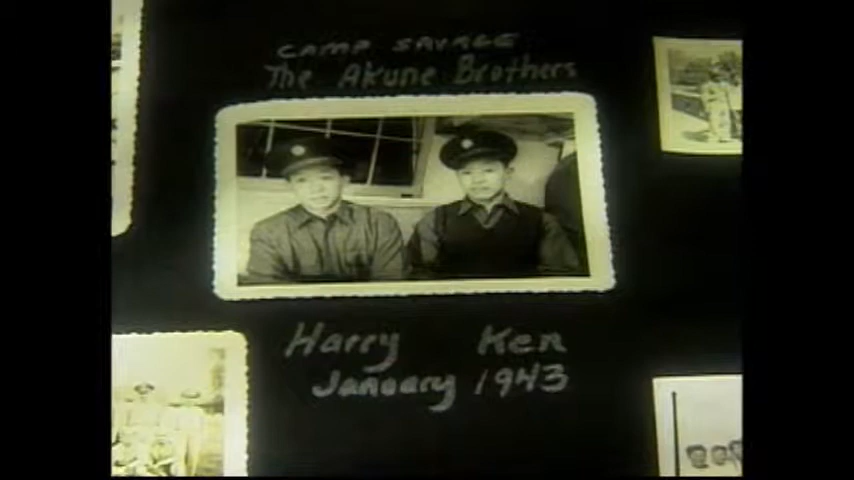 CAMP SAVAGE
The Akune Brothers
Harry Ken
January 1943